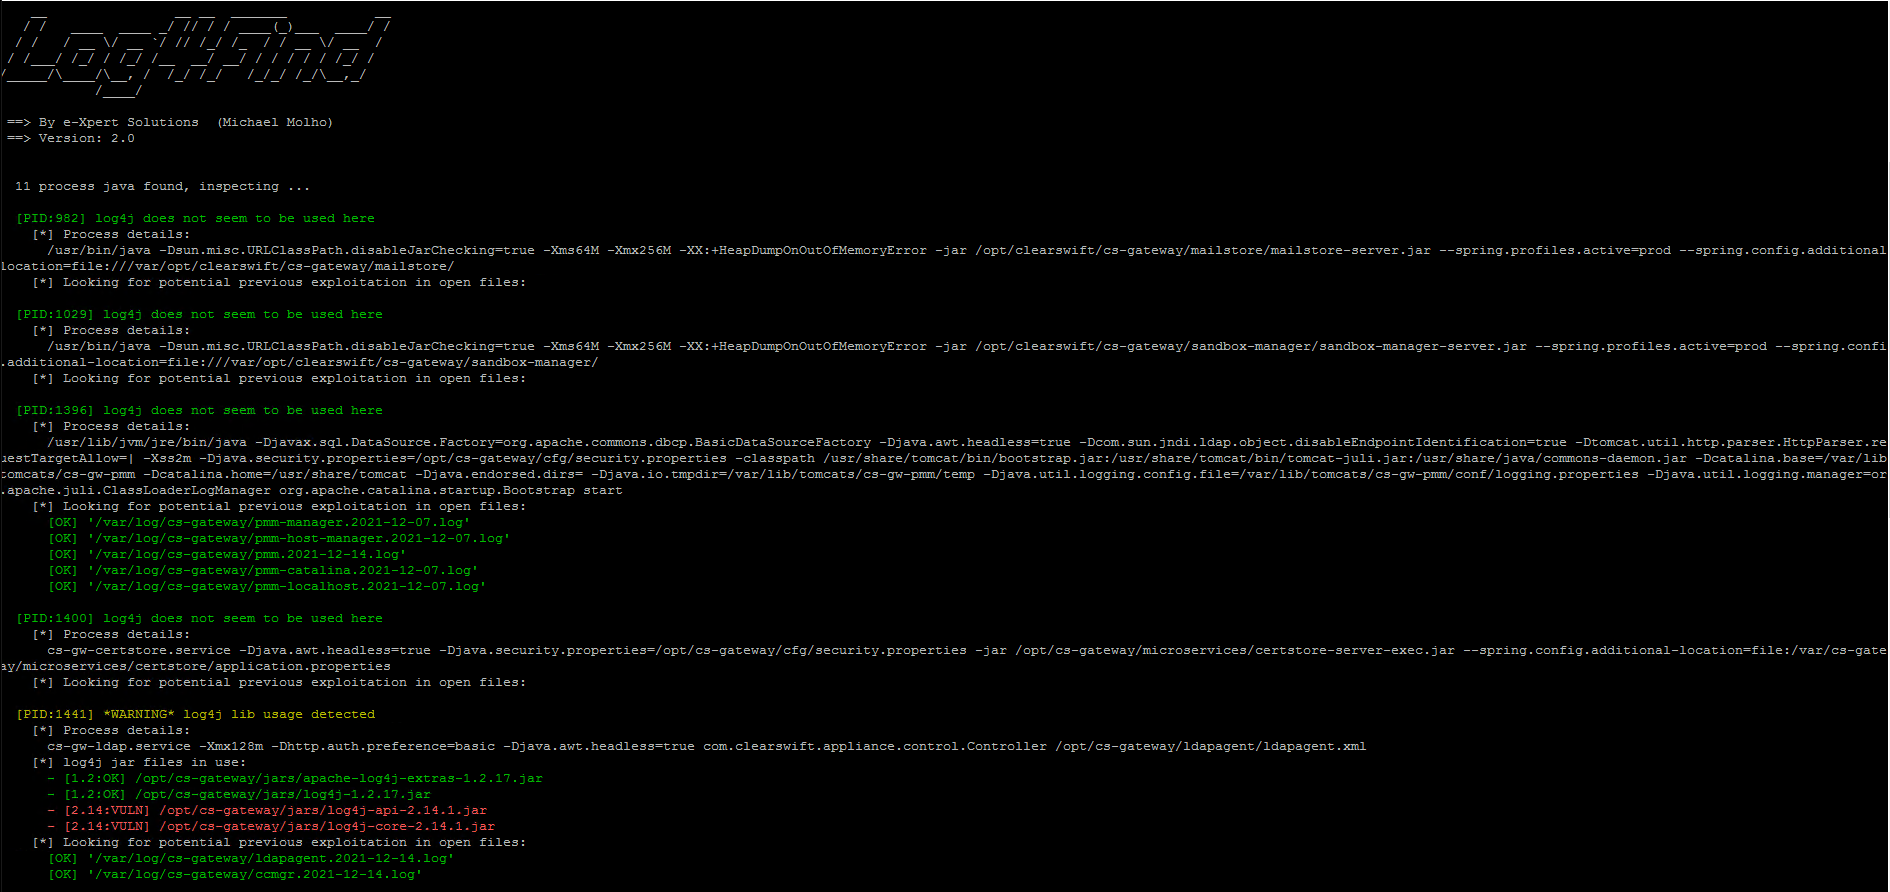 Log4Find
==> By e-Xpert Solutions  (Michael Molho)
==> Version: 2.0
11 process java found, inspecting ...
[PID:982] log4j does not seem to be used here
[*] Process details:
/usr/bin/java -Dsun.misc.URLClassPath.disableJarChecking=true -Xms64M -Xmx256M -XX:+HeapDumpOnOutOfMemoryError -jar /opt/clearswift/cs-gateway/mailstore/mailstore-server.jar --spring.profiles.active=prod --spring.config.additional
location=file:///var/opt/clearswift/cs-gateway/mailstore/
[*] Looking for potential previous exploitation in open files:
[PID:1029] log4j does not seem to be used here
[*] Process details:
/usr/bin/java -Dsun.misc.URLClassPath.disableJarChecking=true -Xms64M -Xmx256M -XX:+HeapDumpOnOutOfMemoryError -jar /opt/clearswift/cs-gateway/sandbox-manager/sandbox-manager-server.jar --spring.profiles.active=prod --spring.confi
.additional-location=file:///var/opt/clearswift/cs-gateway/sandbox-manager/
[*] Looking for potential previous exploitation in open files:
[PID:1396] log4j does not seem to be used here
[*] Process details:
/usr/lib/jvm/jre/bin/java -Djavax.sql.DataSource.Factory=org.apache.commons.dbcp.BasicDataSourceFactory -Djava.awt.headless=true -Dcom.sun.jndi.ldap.object.disableEndpointIdentification=true -Dtomcat.util.http.parser.HttpParser.re
uestTargetAllow=| -Xss2m -Djava.security.properties=/opt/cs-gateway/cfg/security.properties -classpath /usr/share/tomcat/bin/bootstrap.jar:/usr/share/tomcat/bin/tomcat-juli.jar:/usr/share/java/commons-daemon.jar -Dcatalina.base=/var/lib
tomcats/cs-gw-pmm -Dcatalina.home=/usr/share/tomcat -Djava.endorsed.dirs= -Djava.io.tmpdir=/var/lib/tomcats/cs-gw-pmm/temp -Djava.util.logging.config.file=/var/lib/tomcats/cs-gw-pmm/conf/logging.properties -Djava.util.logging.manager=or
.apache.juli.ClassLoaderLogManager org.apache.catalina.startup.Bootstrap start
[*] Looking for potential previous exploitation in open files:
[OK] '/var/log/cs-gateway/pmm-manager.2021-12-07.log'
[OK] '/var/log/cs-gateway/pmm-host-manager.2021-12-07.log'
[OK] '/var/log/cs-gateway/pmm.2021-12-14.log'
[OK] '/var/log/cs-gateway/pmm-catalina.2021-12-07.log'
[OK] '/var/log/cs-gateway/pmm-localhost.2021-12-07.log'
[PID:1400] log4j does not seem to be used here
[*] Process details:
cs-gw-certstore.service -Djava.awt.headless=true -Djava.security.properties=/opt/cs-gateway/cfg/security.properties -jar /opt/cs-gateway/microservices/certstore-server-exec.jar --spring.config.additional-location=file:/var/cs-gate
ay/microservices/certstore/application.properties
[*] Looking for potential previous exploitation in open files:
[PID:1441] *WARNING* log4j lib usage detected
[*] Process details:
cs-gw-ldap.service -Xmx128m -Dhttp.auth.preference=basic -Djava.awt.headless=true com.clearswift.appliance.control.Controller /opt/cs-gateway/ldapagent/ldapagent.xml
[*] log4j jar files in use:
- [1.2:OK] /opt/cs-gateway/jars/apache-log4j-extras-1.2.17.jar
- [1.2:OK] /opt/cs-gateway/jars/log4j-1.2.17.jar
- [2.14:VULN] /opt/cs-gateway/jars/log4j-api-2.14.1.jar
- [2.14:VULN] /opt/cs-gateway/jars/log4j-core-2.14.1.jar
[*] Looking for potential previous exploitation in open files:
[OK] '/var/log/cs-gateway/ldapagent.2021-12-14.log'
[OK] '/var/log/cs-gateway/ccmgr.2021-12-14.log'